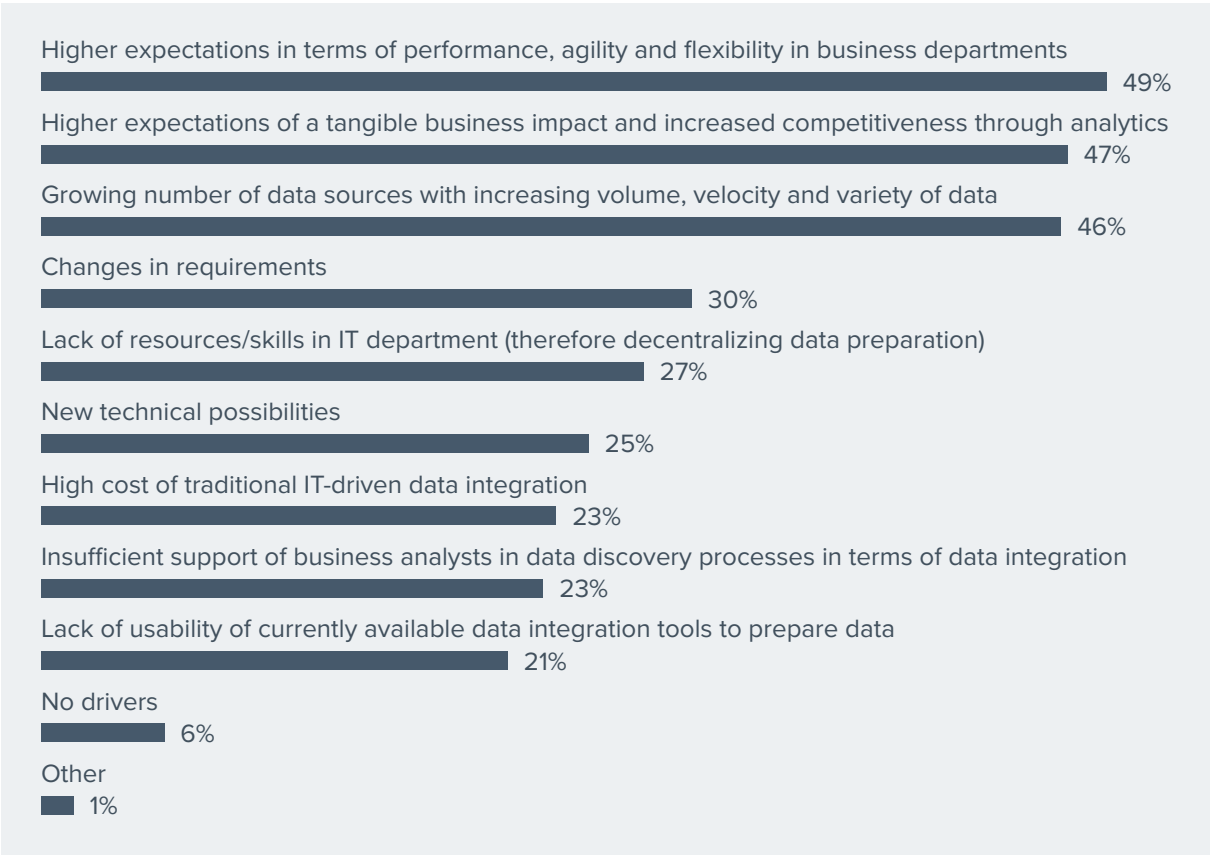 Higher expectations in terms of performance, agility and flexibility in business departments
49%
Higher expectations of a tangible business impact and increased competitiveness through analytics
47%
Growing number of data sources with increasing volume, velocity and variety of data
46%
Changes in requirements
30%
Lack of resources/skills in IT department (therefore decentralizing data preparation)
27%
New technical possibilities
25%
High cost of traditional IT-driven data integration
23%
Insufficient support of business analysts in data discovery processes in terms of data integration
23%
Lack of usability of currently available data integration tools to prepare data
21%
No drivers
6%
Other
1%